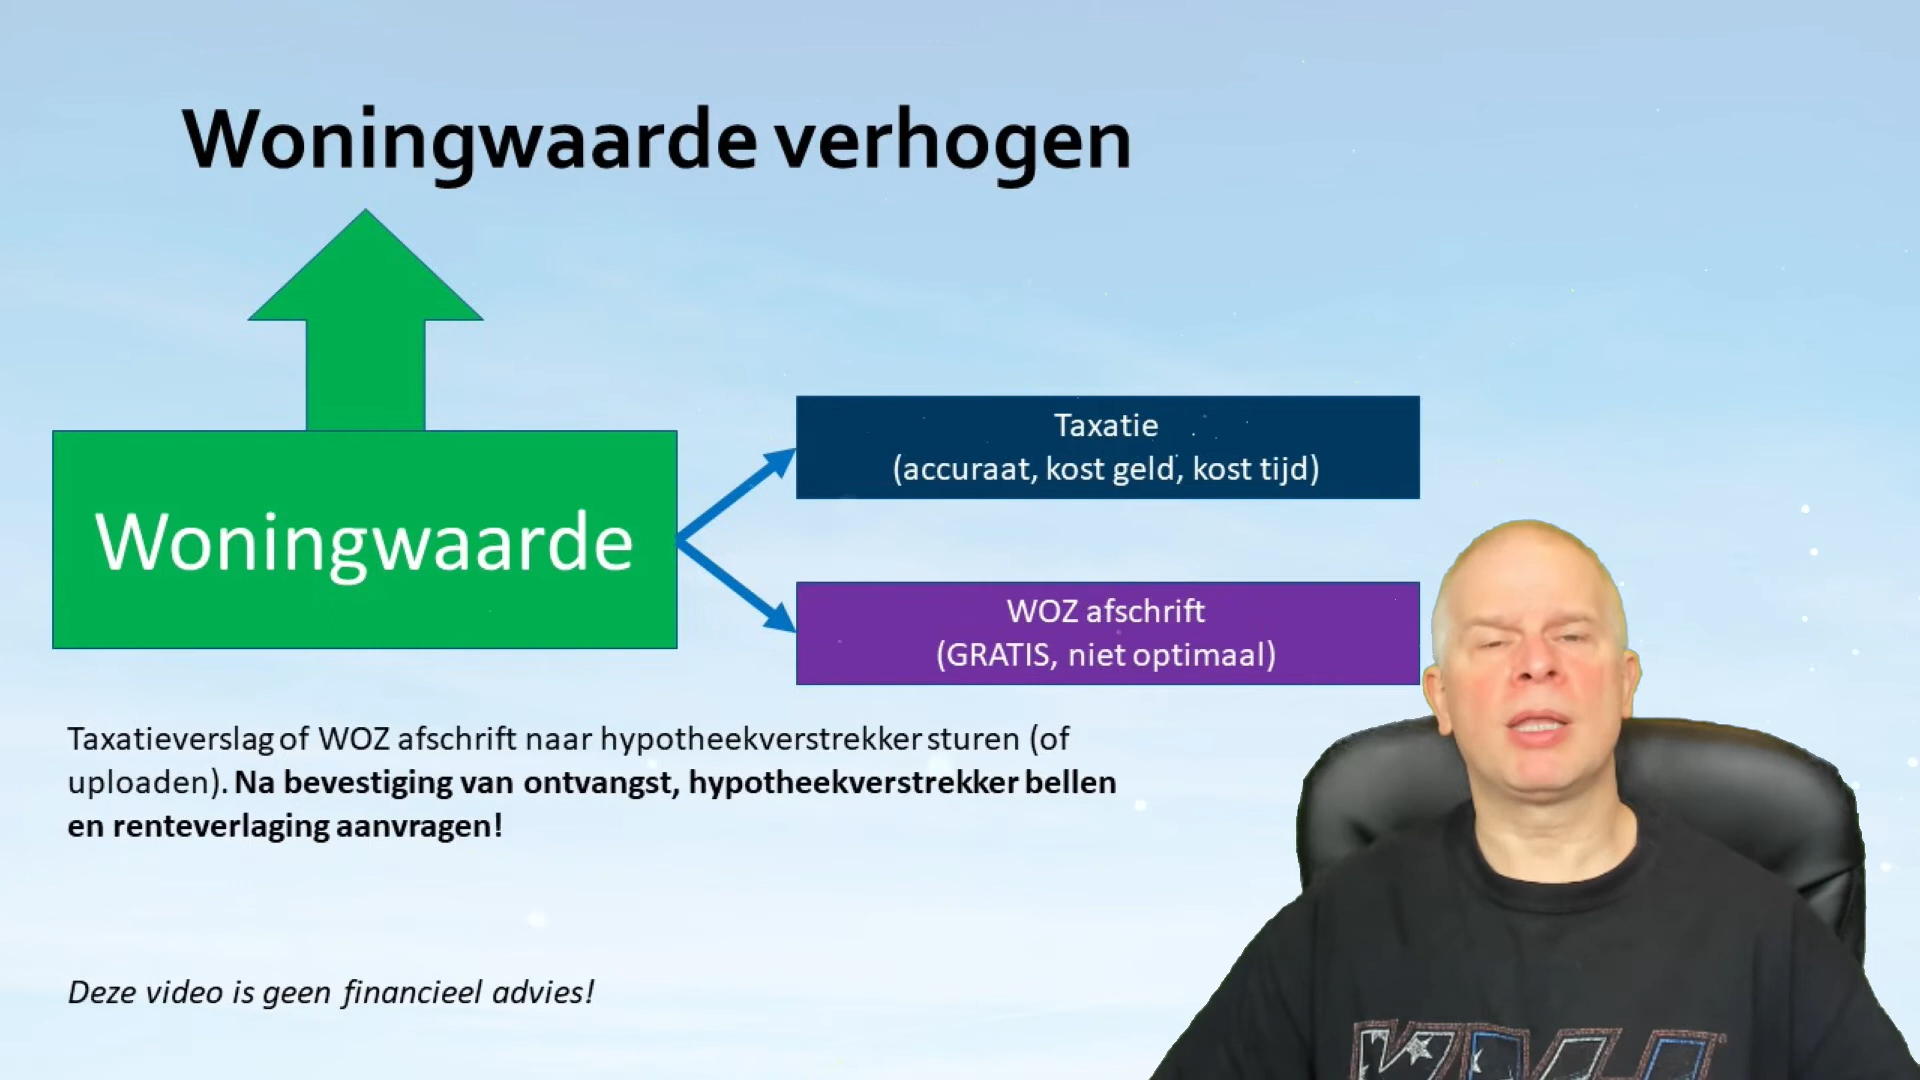 Woningwaarde verhogen
Woningwaarde
Taxatie
(accuraat, kost geld, kost tijd)
WOZ afschrift
(GRATIS, niet optimaal)
Taxatieverslag of WOZ afschrift naar hypotheekverstrekker sturen (of
uploaden). Na bevestiging van ontvangst, hypotheekverstrekker bellen
en renteverlaging aanvragen!
Deze video is geen financieel advies!